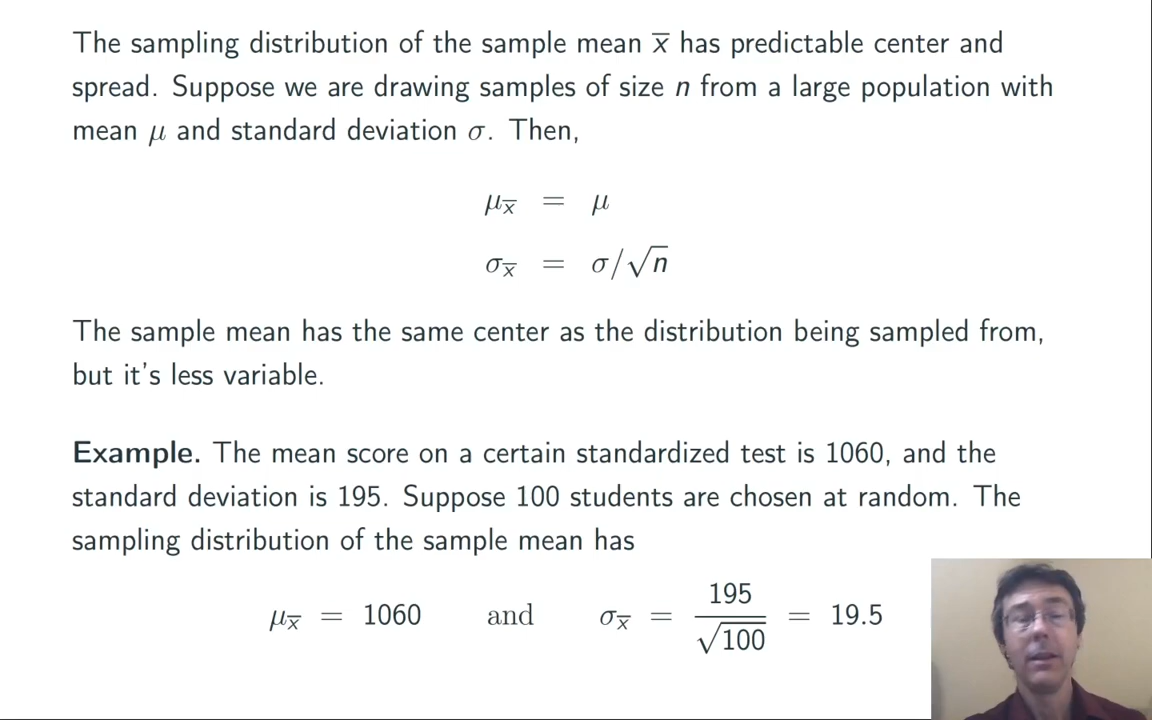 The sampling distribution of the sample mean x̅ has predictable center and
spread. Suppose we are drawing samples of size n from a large population with
mean μ and standard deviation σ. Then,
μx̅ = μ
σx̅ = σ/√n
The sample mean has the same center as the distribution being sampled from,
but it's less variable.
Example. The mean score on a certain standardized test is 1060, and the
standard deviation is 195. Suppose 100 students are chosen at random. The
sampling distribution of the sample mean has
μx̅ = 1060 and σx̅ = 195/√100 = 19.5